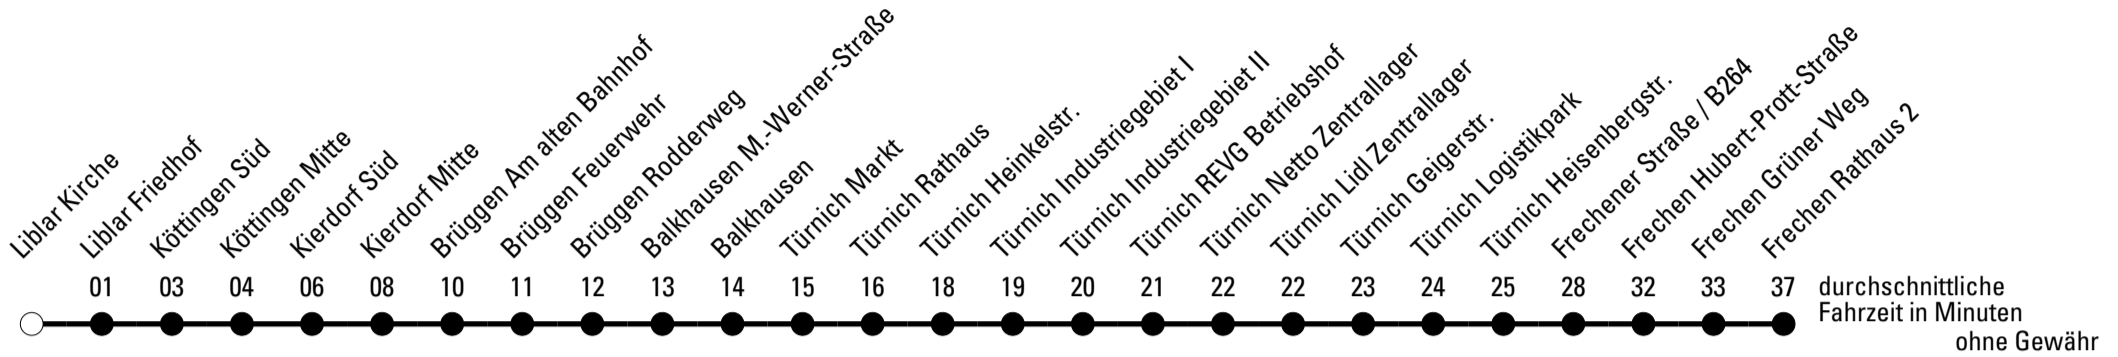 Liblar Kirche
Liblar Friedhof
Köttingen Süd
Köttingen Mitte
Kierdorf Süd
Kierdorf Mitte
Brüggen Am alten Bahnhof
Brüggen Feuerwehr
Brüggen Rodderweg
Balkhausen M.-Werner-Straße
Balkhausen
Türnich Markt
Türnich Rathaus
Türnich Heinkelstr.
Türnich Industriegebiet I
Türnich Industriegebiet II
Türnich REVG Betriebshof
Türnich Netto Zentrallager
Türnich Lidl Zentrallager
Türnich Geigerstr.
Türnich Logistikpark
Türnich Heisenbergstr.
Frechener Straße / B264
Frechen Hubert-Prott-Straße
Frechen Grüner Weg
Frechen Rathaus 2
01 03 04 06 08 10 11 12 13 14 15 16 18 19 20 21 22 22 23 24 25 28 32 33 37
durchschnittliche
Fahrzeit in Minuten
ohne Gewähr